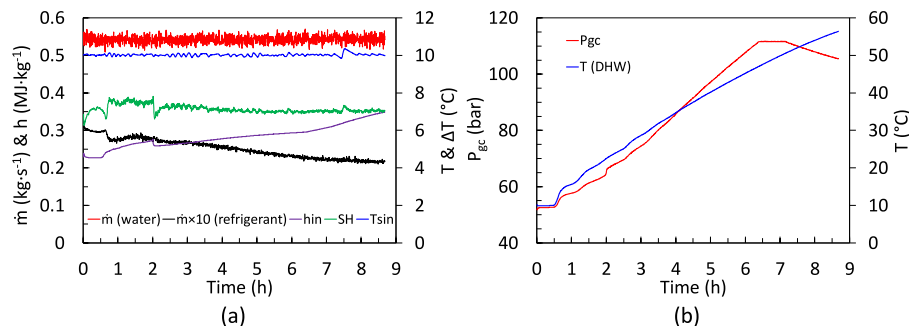 ṁ (kg·s⁻¹) & h (MJ·kg⁻¹)
0.6
0.5
0.4
0.3
0.2
0.1
0
12
10
8
6
4
2
0
T & ΔT (°C)
ṁ (water) ṁ×10 (refrigerant) hin SH Tsin
0 1 2 3 4 5 6 7 8 9
Time (h)
(a)
P_gc (bar)
120
100
80
60
40
60
50
40
30
20
10
0
T (°C)
Pgc
T (DHW)
0 1 2 3 4 5 6 7 8 9
Time (h)
(b)